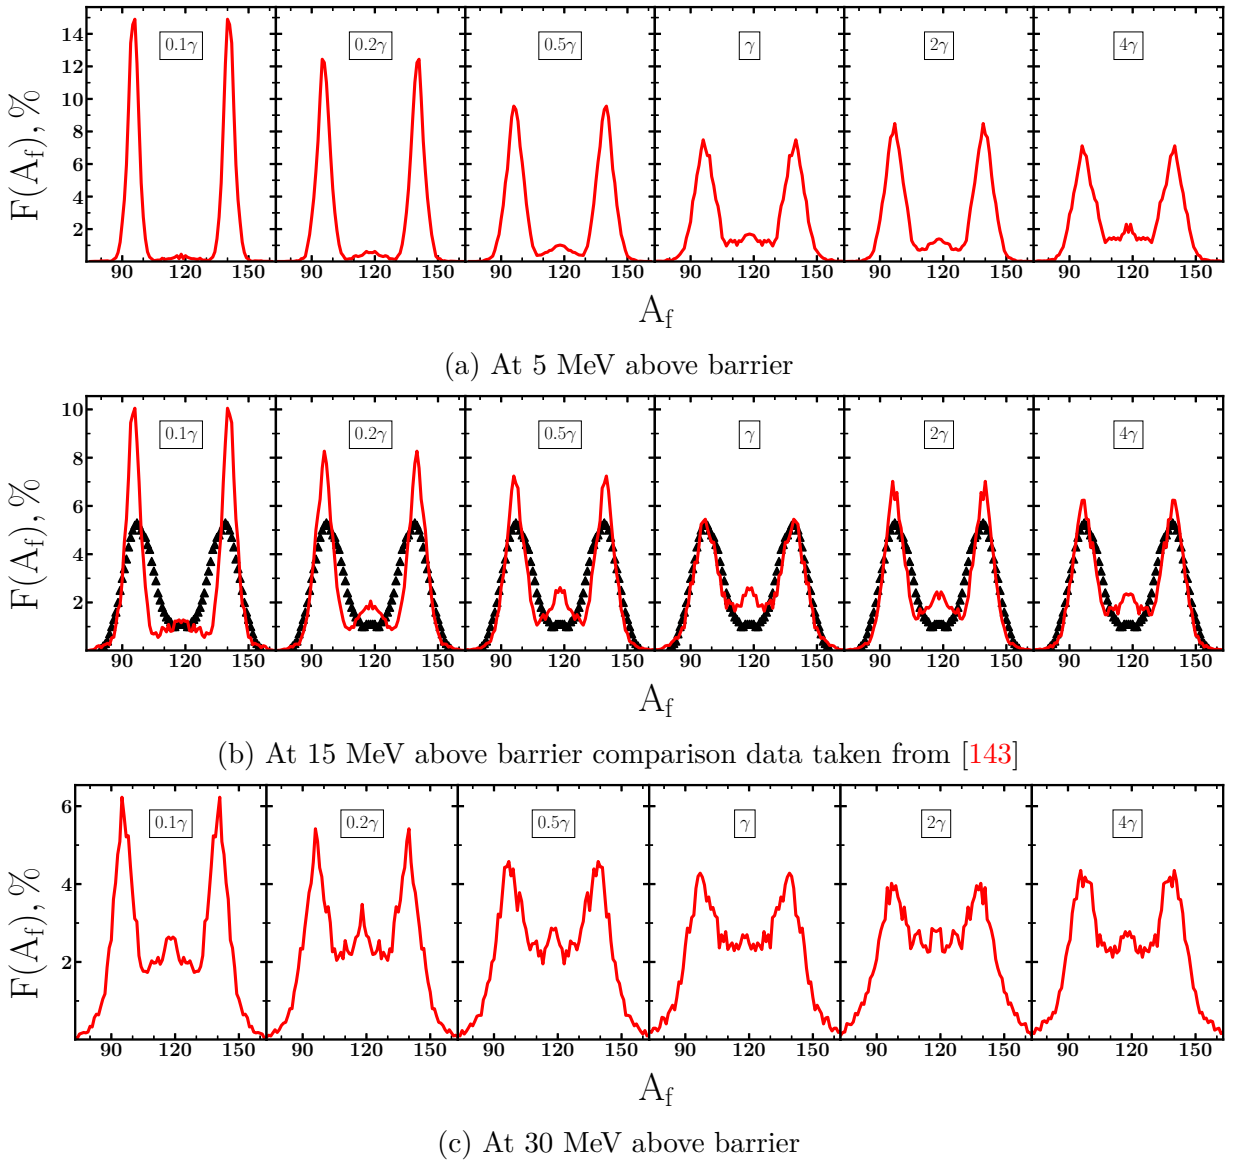 0.1γ 0.2γ 0.5γ γ 2γ 4γ
14
12
10
8
6
4
2
F(A_f), %
90 120 150 90 120 150 90 120 150 90 120 150 90 120 150 90 120 150
A_f
(a) At 5 MeV above barrier
10
8
6
4
2
F(A_f), %
0.1γ 0.2γ 0.5γ γ 2γ 4γ
90 120 150 90 120 150 90 120 150 90 120 150 90 120 150 90 120 150
A_f
(b) At 15 MeV above barrier comparison data taken from [143]
6
4
2
F(A_f), %
0.1γ 0.2γ 0.5γ γ 2γ 4γ
90 120 150 90 120 150 90 120 150 90 120 150 90 120 150 90 120 150
A_f
(c) At 30 MeV above barrier